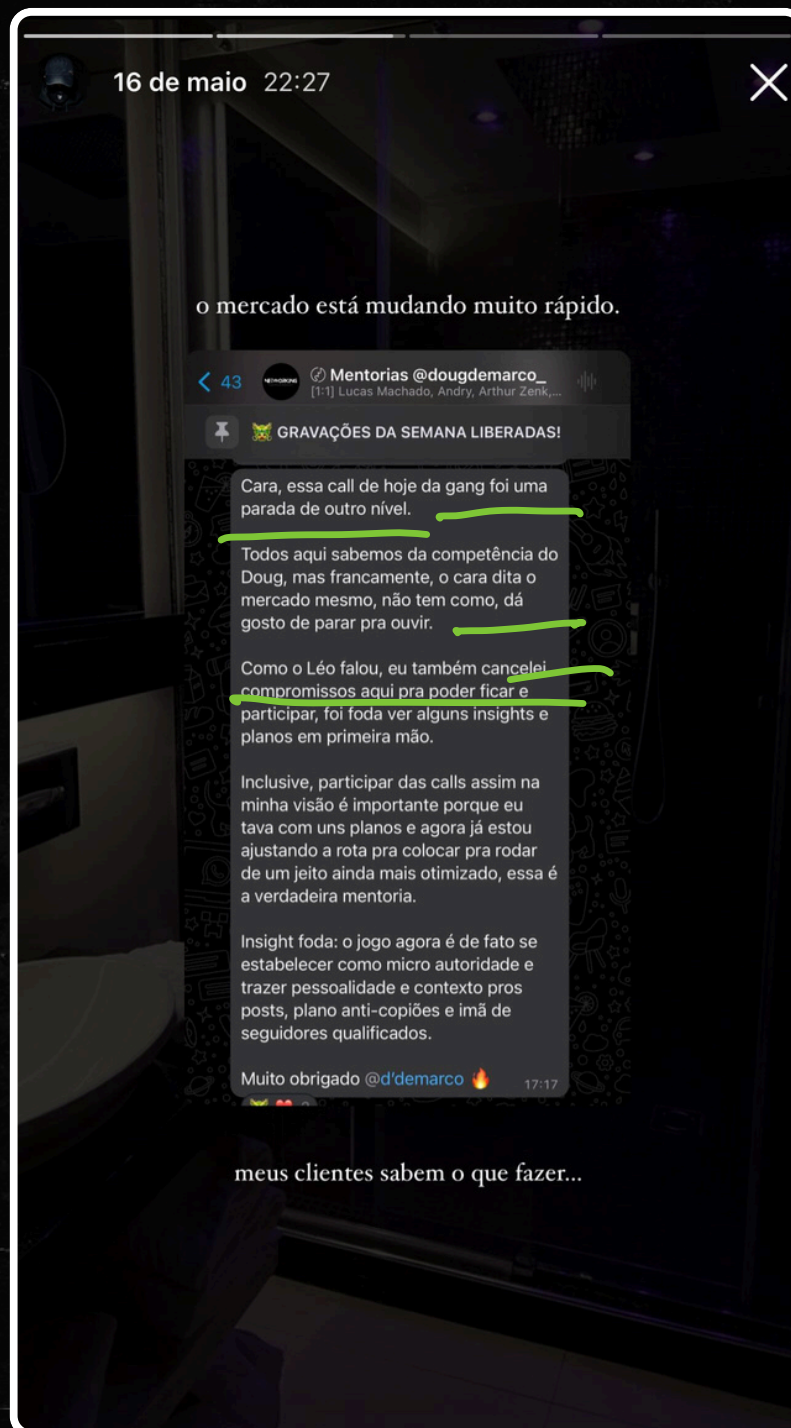 16 de maio 22:27
o mercado está mudando muito rápido.
43
Mentorias @dougdemarco_
[1:1] Lucas Machado, Andry, Arthur Zenk,...
GRAVAÇÕES DA SEMANA LIBERADAS!
Cara, essa call de hoje da gang foi uma
parada de outro nível.
Todos aqui sabemos da competência do
Doug, mas francamente, o cara dita o
mercado mesmo, não tem como, dá
gosto de parar pra ouvir.
Como o Léo falou, eu também cancelei
compromissos aqui pra poder ficar e
participar, foi foda ver alguns insights e
planos em primeira mão.
Inclusive, participar das calls assim na
minha visão é importante porque eu
tava com uns planos e agora já estou
ajustando a rota pra colocar pra rodar
de um jeito ainda mais otimizado, essa é
a verdadeira mentoria.
Insight foda: o jogo agora é de fato se
estabelecer como micro autoridade e
trazer pessoalidade e contexto pros
posts, plano anti-copiões e imã de
seguidores qualificados.
Muito obrigado @d'demarco 🔥
17:17
meus clientes sabem o que fazer...